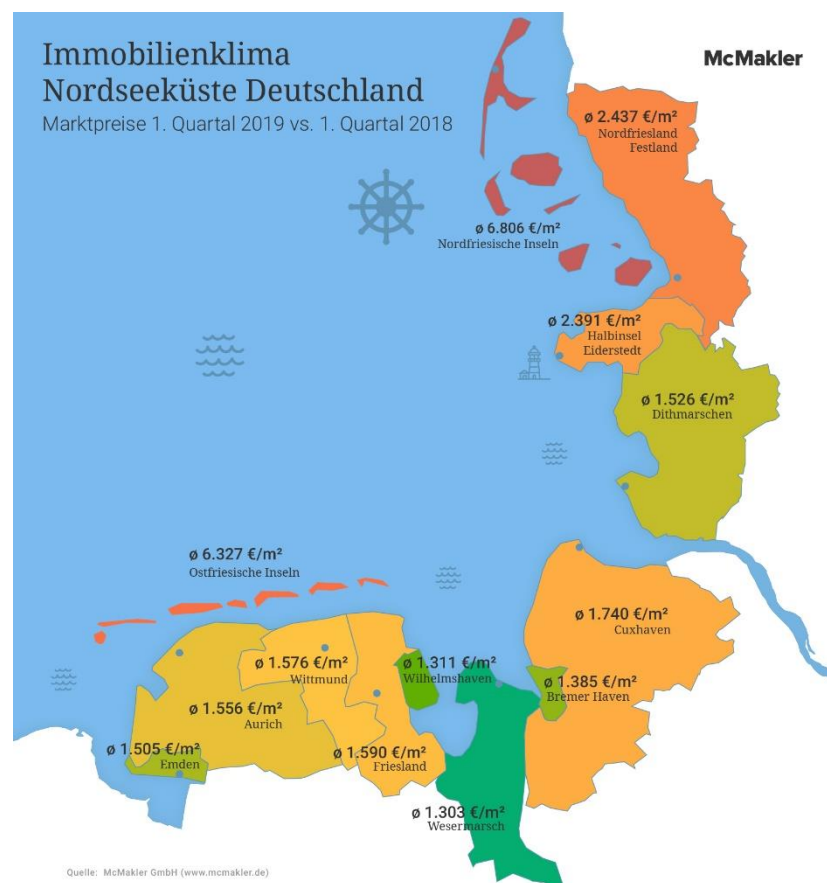 Immobilienklima
Nordseeküste Deutschland
Marktpreise 1. Quartal 2019 vs. 1. Quartal 2018
McMakler
ø 2.437 €/m²
Nordfriesland
Festland
ø 6.806 €/m²
Nordfriesische Inseln
ø 2.391 €/m²
Halbinsel
Eiderstedt
ø 1.526 €/m²
Dithmarschen
ø 6.327 €/m²
Ostfriesische Inseln
ø 1.740 €/m²
Cuxhaven
ø 1.576 €/m²
Wittmund
ø 1.311 €/m²
Wilhelmshaven
ø 1.385 €/m²
Bremer Haven
ø 1.556 €/m²
Aurich
ø 1.505 €/m²
Emden
ø 1.590 €/m²
Friesland
ø 1.303 €/m²
Wesermarsch
Quelle: McMakler GmbH (www.mcmakler.de)